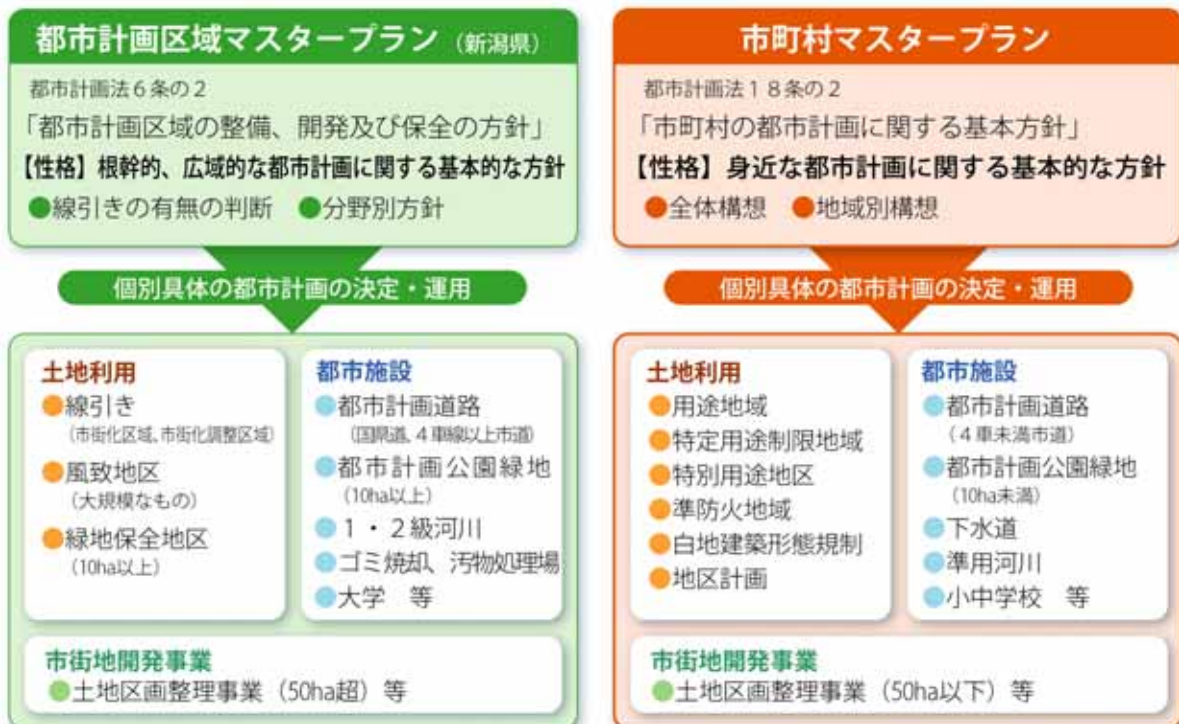 都市計画区域マスタープラン（新潟県）
都市計画法６条の２
「都市計画区域の整備、開発及び保全の方針」
【性格】根幹的、広域的な都市計画に関する基本的な方針
●線引きの有無の判断　●分野別方針
個別具体の都市計画の決定・運用
土地利用
●線引き
（市街化区域、市街化調整区域）
●風致地区
（大規模なもの）
●緑地保全地区
（10ha以上）
都市施設
●都市計画道路
（国県道、４車線以上市道）
●都市計画公園緑地
（10ha以上）
●１・２級河川
●ゴミ焼却、汚物処理場
●大学　等
市街地開発事業
●土地区画整理事業（50ha超）等
市町村マスタープラン
都市計画法１８条の２
「市町村の都市計画に関する基本方針」
【性格】身近な都市計画に関する基本的な方針
●全体構想　●地域別構想
個別具体の都市計画の決定・運用
土地利用
●用途地域
●特定用途制限地域
●特別用途地区
●準防火地域
●白地建築形態規制
●地区計画
都市施設
●都市計画道路
（４車未満市道）
●都市計画公園緑地
（10ha未満）
●下水道
●準用河川
●小中学校　等
市街地開発事業
●土地区画整理事業（50ha以下）等